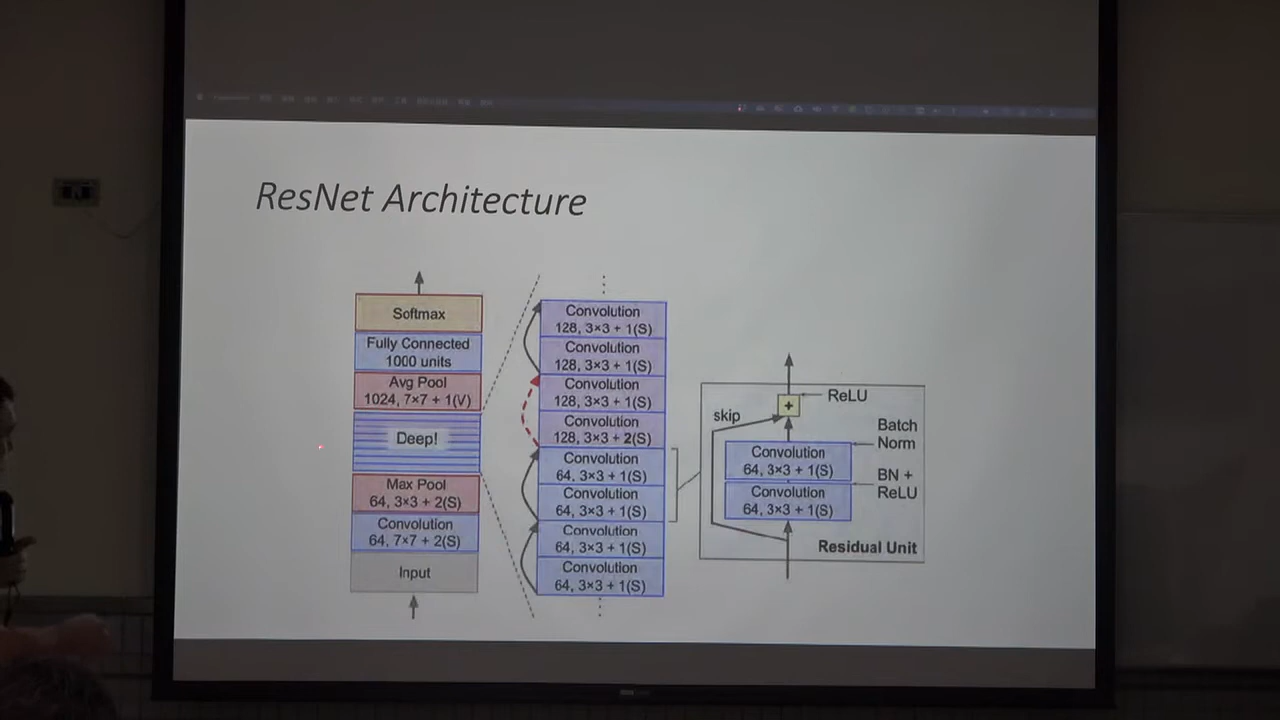 ResNet Architecture
Softmax
Fully Connected
1000 units
Avg Pool
1024, 7×7 + 1(V)
Deep!
Max Pool
64, 3×3 + 2(S)
Convolution
64, 7×7 + 2(S)
Input
Convolution
128, 3×3 + 1(S)
Convolution
128, 3×3 + 1(S)
Convolution
128, 3×3 + 1(S)
Convolution
128, 3×3 + 2(S)
Convolution
64, 3×3 + 1(S)
Convolution
64, 3×3 + 1(S)
Convolution
64, 3×3 + 1(S)
Convolution
64, 3×3 + 1(S)
skip
+
ReLU
Batch
Norm
Convolution
64, 3×3 + 1(S)
BN +
ReLU
Convolution
64, 3×3 + 1(S)
Residual Unit